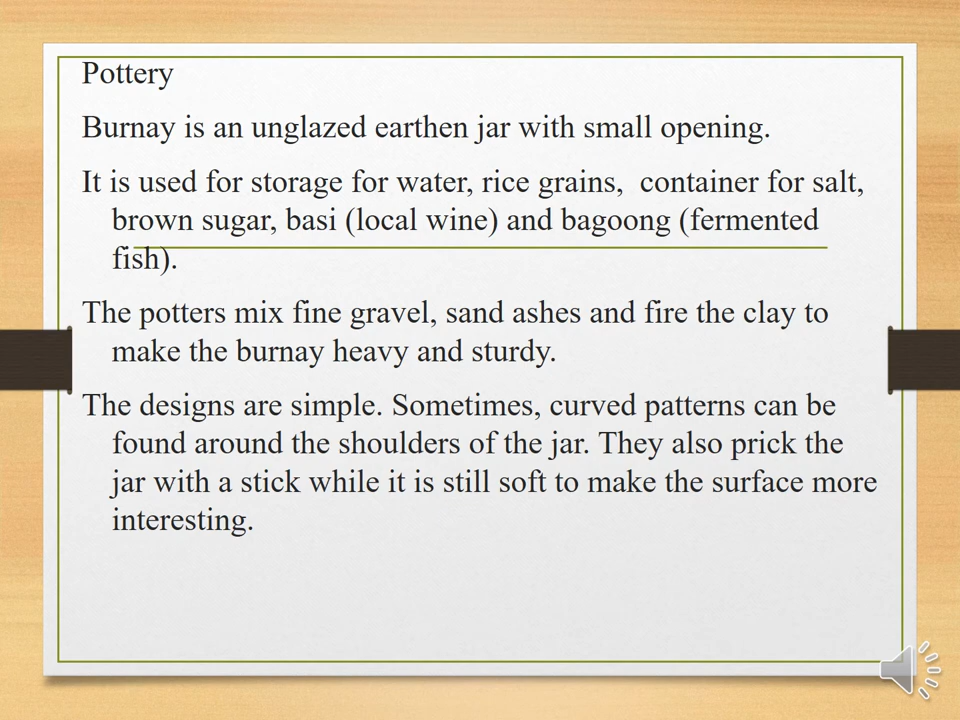 Pottery
Burnay is an unglazed earthen jar with small opening.
It is used for storage for water, rice grains,  container for salt,
brown sugar, basi (local wine) and bagoong (fermented
fish).
The potters mix fine gravel, sand ashes and fire the clay to
make the burnay heavy and sturdy.
The designs are simple. Sometimes, curved patterns can be
found around the shoulders of the jar. They also prick the
jar with a stick while it is still soft to make the surface more
interesting.